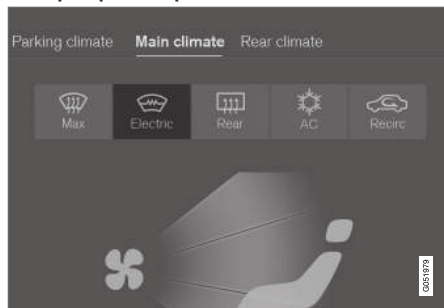 Parking climate Main climate Rear climate
Max Electric Rear AC Recirc
G051979